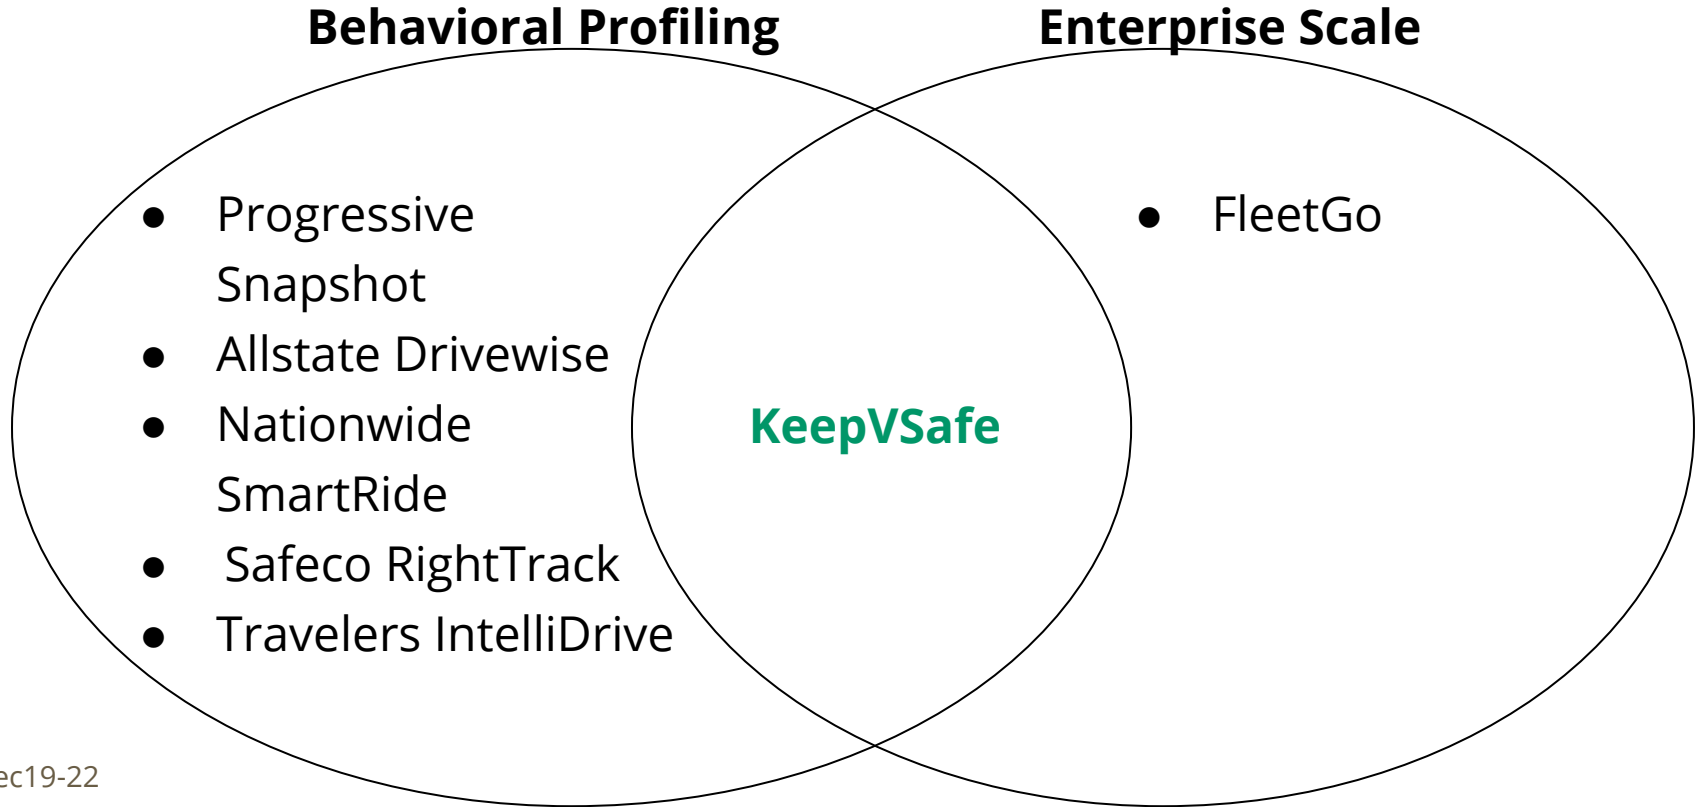 Behavioral Profiling
Enterprise Scale
● Progressive
Snapshot
● Allstate Drivewise
● Nationwide
SmartRide
● Safeco RightTrack
● Travelers IntelliDrive
KeepVSafe
● FleetGo
ec19-22